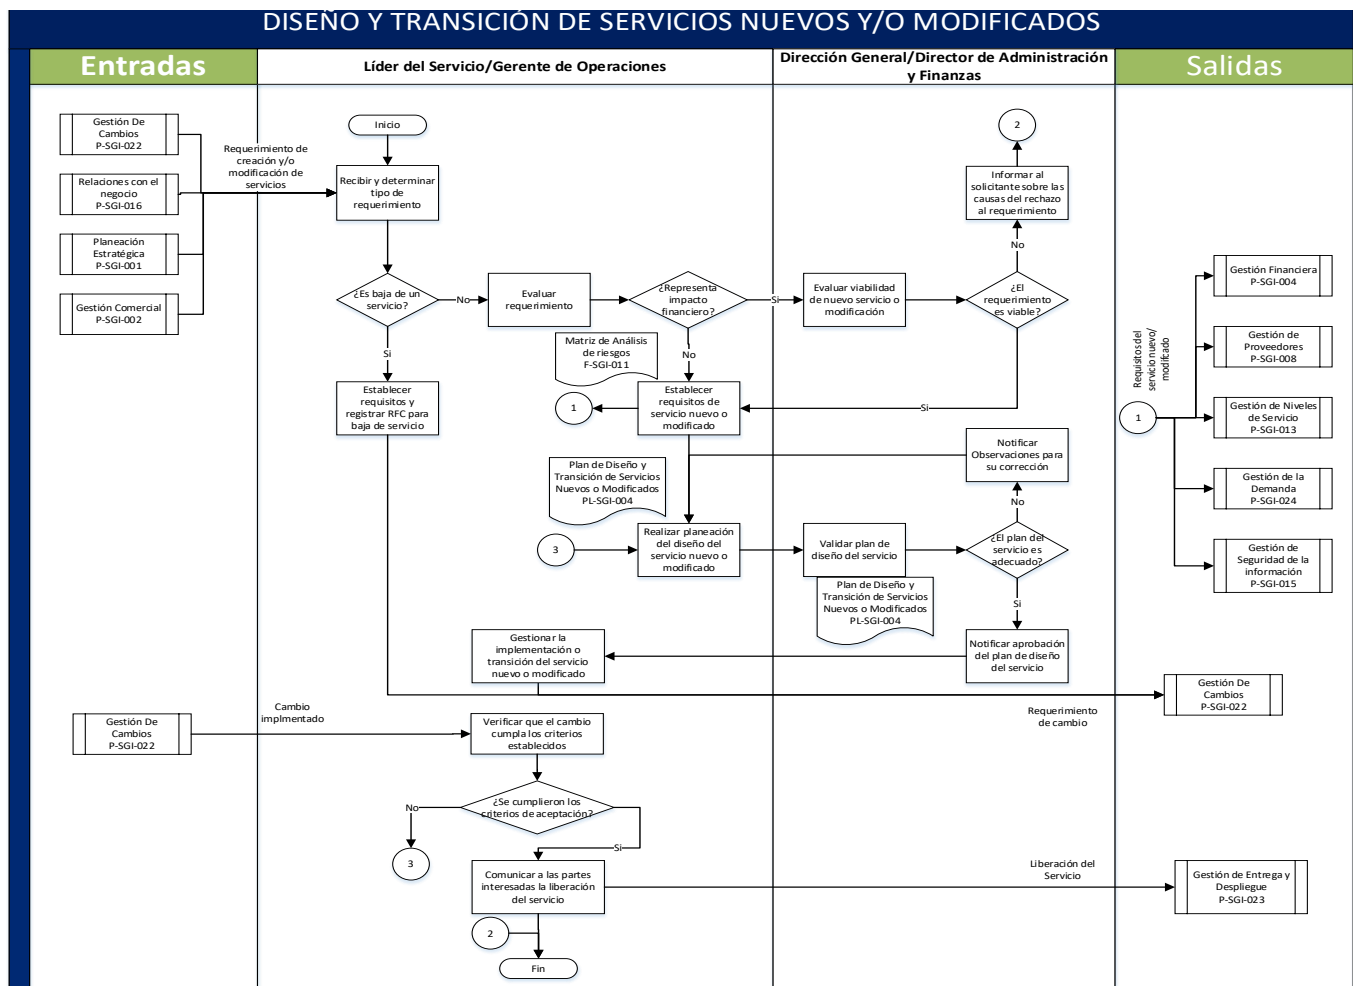 DISEÑO Y TRANSICIÓN DE SERVICIOS NUEVOS Y/O MODIFICADOS
Entradas
Líder del Servicio/Gerente de Operaciones
Dirección General/Director de Administración
y Finanzas
Salidas
Gestión De
Cambios
P-SGI-022
Relaciones con el
negocio
P-SGI-016
Planeación
Estratégica
P-SGI-001
Gestión Comercial
P-SGI-002
Requerimiento de
creación y/o
modificación de
servicios
Inicio
Recibir y determinar
tipo de
requerimiento
¿Es baja de un
servicio?
No
Evaluar
requerimiento
¿Representa
impacto
financiero?
Si
Evaluar viabilidad
de nuevo servicio o
modificación
¿El
requerimiento
es viable?
No
Informar al
solicitante sobre las
causas del rechazo
al requerimiento
2
Si
Establecer
requisitos y
registrar RFC para
baja de servicio
Matriz de Análisis
de riesgos
F-SGI-011
No
1
Establecer
requisitos de
servicio nuevo o
modificado
Si
Notificar
Observaciones para
su corrección
No
Plan de Diseño y
Transición de Servicios
Nuevos o Modificados
PL-SGI-004
3
Realizar planeación
del diseño del
servicio nuevo o
modificado
Validar plan de
diseño del servicio
Plan de Diseño y
Transición de Servicios
Nuevos o Modificados
PL-SGI-004
¿El plan del
servicio es
adecuado?
Si
Notificar aprobación
del plan de diseño
del servicio
Gestionar la
implementación o
transición del servicio
nuevo o modificado
Requisitos del
servicio nuevo/
modificado
1
Gestión Financiera
P-SGI-004
Gestión de
Proveedores
P-SGI-008
Gestión de Niveles
de Servicio
P-SGI-013
Gestión de la
Demanda
P-SGI-024
Gestión de
Seguridad de la
información
P-SGI-015
Requerimiento
de cambio
Gestión De
Cambios
P-SGI-022
Gestión De
Cambios
P-SGI-022
Cambio
implmentado
Verificar que el cambio
cumpla los criterios
establecidos
¿Se cumplieron los
criterios de aceptación?
No
3
Si
Comunicar a las partes
interesadas la liberación
del servicio
Liberación del
Servicio
Gestión de Entrega y
Despliegue
P-SGI-023
2
Fin